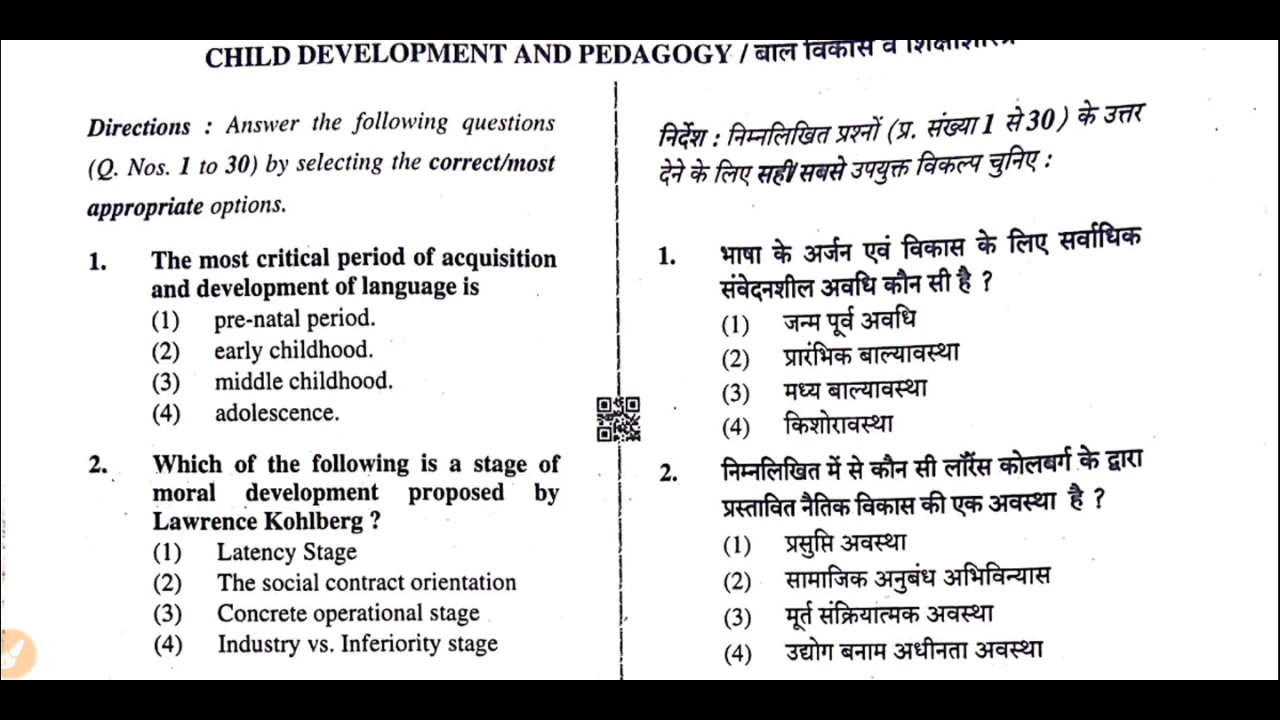 CHILD DEVELOPMENT AND PEDAGOGY / बाल विकास व शिक्षाशास्त्र
Directions : Answer the following questions
(Q. Nos. 1 to 30) by selecting the correct/most
appropriate options.
1. The most critical period of acquisition
and development of language is
(1) pre-natal period.
(2) early childhood.
(3) middle childhood.
(4) adolescence.
2. Which of the following is a stage of
moral development proposed by
Lawrence Kohlberg ?
(1) Latency Stage
(2) The social contract orientation
(3) Concrete operational stage
(4) Industry vs. Inferiority stage
निर्देश : निम्नलिखित प्रश्नों (प्र. संख्या 1 से 30) के उत्तर
देने के लिए सही/सबसे उपयुक्त विकल्प चुनिए :
1. भाषा के अर्जन एवं विकास के लिए सर्वाधिक
संवेदनशील अवधि कौन सी है ?
(1) जन्म पूर्व अवधि
(2) प्रारंभिक बाल्यावस्था
(3) मध्य बाल्यावस्था
(4) किशोरावस्था
2. निम्नलिखित में से कौन सी लॉरेंस कोलबर्ग के द्वारा
प्रस्तावित नैतिक विकास की एक अवस्था है ?
(1) प्रसुप्ति अवस्था
(2) सामाजिक अनुबंध अभिविन्यास
(3) मूर्त संक्रियात्मक अवस्था
(4) उद्योग बनाम अधीनता अवस्था